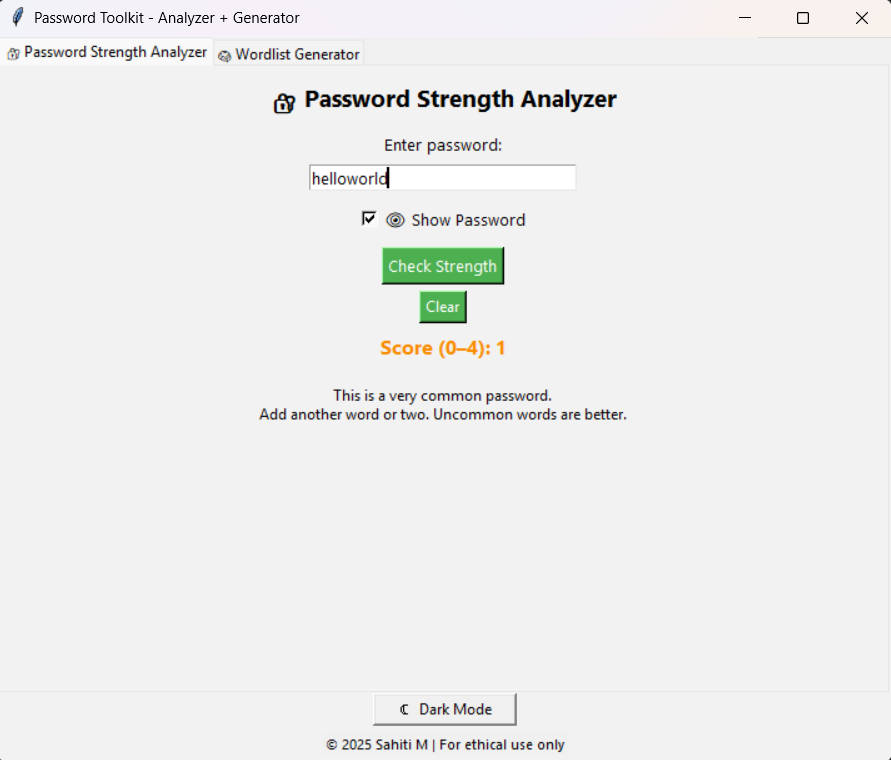 Password Toolkit - Analyzer + Generator
Password Strength Analyzer Wordlist Generator
Password Strength Analyzer
Enter password:
helloworld
Show Password
Check Strength
Clear
Score (0–4): 1
This is a very common password.
Add another word or two. Uncommon words are better.
Dark Mode
© 2025 Sahiti M | For ethical use only